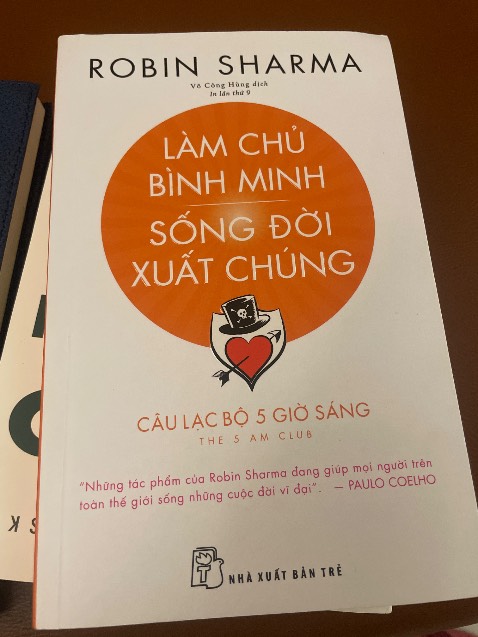 ROBIN SHARMA
Võ Công Hùng dịch
In lần thứ 9
LÀM CHỦ
BÌNH MINH
SỐNG ĐỜI
XUẤT CHÚNG
CÂU LẠC BỘ 5 GIỜ SÁNG
THE 5 AM CLUB
“Những tác phẩm của Robin Sharma đang giúp mọi người trên
toàn thế giới sống những cuộc đời vĩ đại”. — PAULO COELHO
NHÀ XUẤT BẢN TRẺ